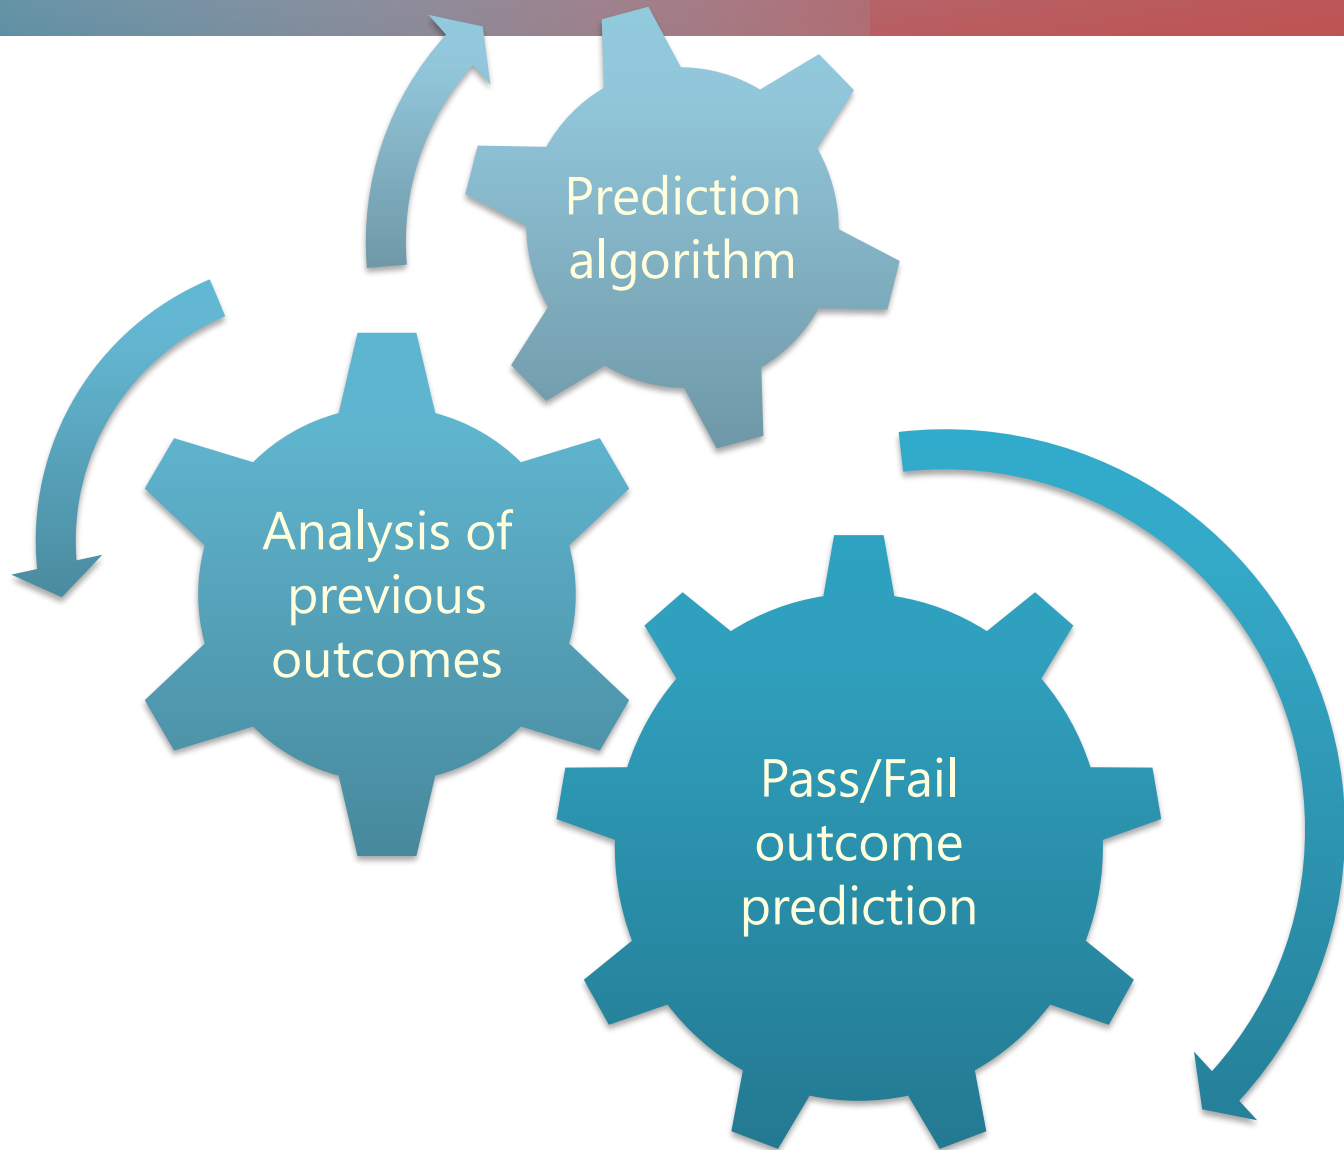 Prediction
algorithm
Analysis of
previous
outcomes
Pass/Fail
outcome
prediction